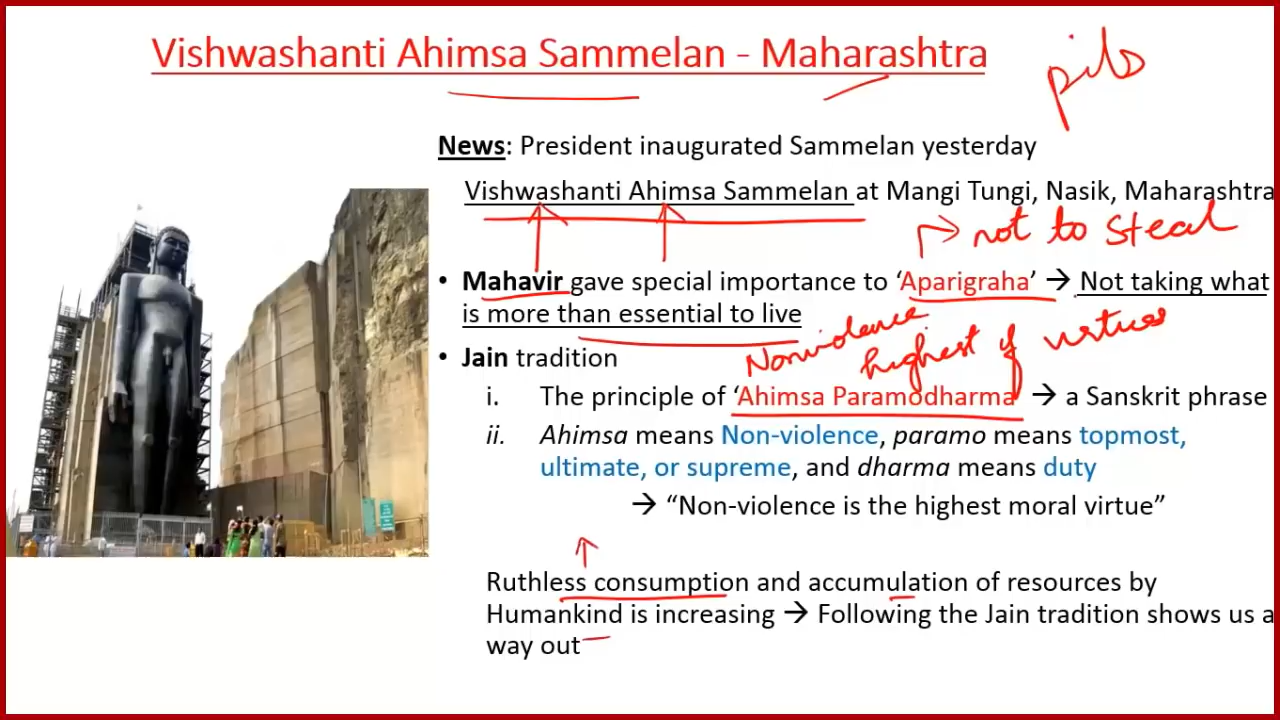 Vishwashanti Ahimsa Sammelan - Maharashtra
News: President inaugurated Sammelan yesterday
Vishwashanti Ahimsa Sammelan at Mangi Tungi, Nasik, Maharashtra
not to steal
• Mahavir gave special importance to ‘Aparigraha’ → Not taking what
is more than essential to live
Nonviolence
highest of virtues
• Jain tradition
i. The principle of ‘Ahimsa Paramodharma’ → a Sanskrit phrase
ii. Ahimsa means Non-violence, paramo means topmost,
ultimate, or supreme, and dharma means duty
→ “Non-violence is the highest moral virtue”
Ruthless consumption and accumulation of resources by
Humankind is increasing → Following the Jain tradition shows us a
way out